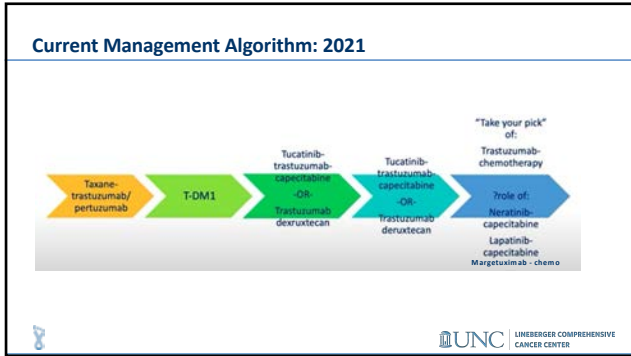 Current Management Algorithm: 2021
Taxane-
trastuzumab/
pertuzumab
T-DM1
Tucatinib-
trastuzumab-
capecitabine
-OR-
Trastuzumab
dexruxtecan
Tucatinib-
trastuzumab-
capecitabine
-OR-
Trastuzumab
deruxtecan
"Take your pick"
of:
Trastuzumab-
chemotherapy
?role of:
Neratinib-
capecitabine
Lapatinib-
capecitabine
Margetuximab - chemo
UNC
LINEBERGER COMPREHENSIVE
CANCER CENTER